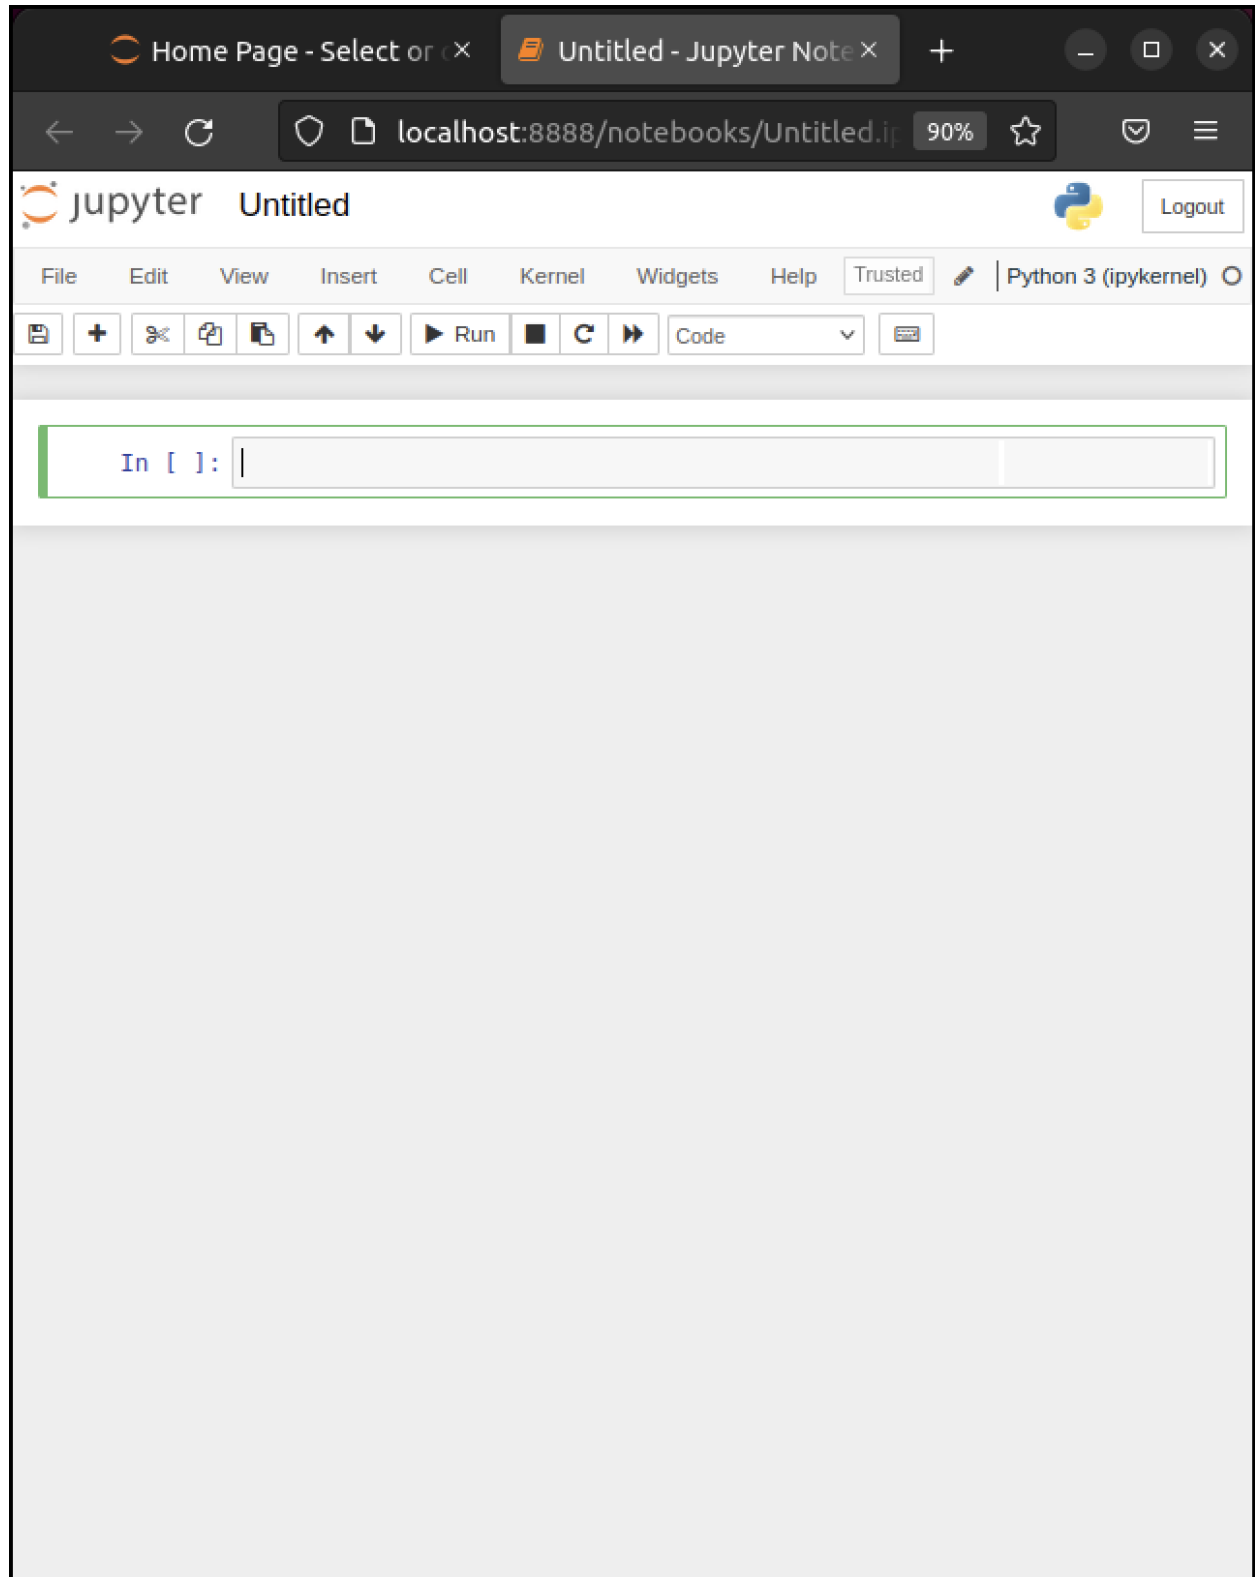 Home Page - Select or
Untitled - Jupyter Note
localhost:8888/notebooks/Untitled.ip
90%
jupyter Untitled
Logout
File Edit View Insert Cell Kernel Widgets Help Trusted Python 3 (ipykernel)
Run Code
In [ ]: